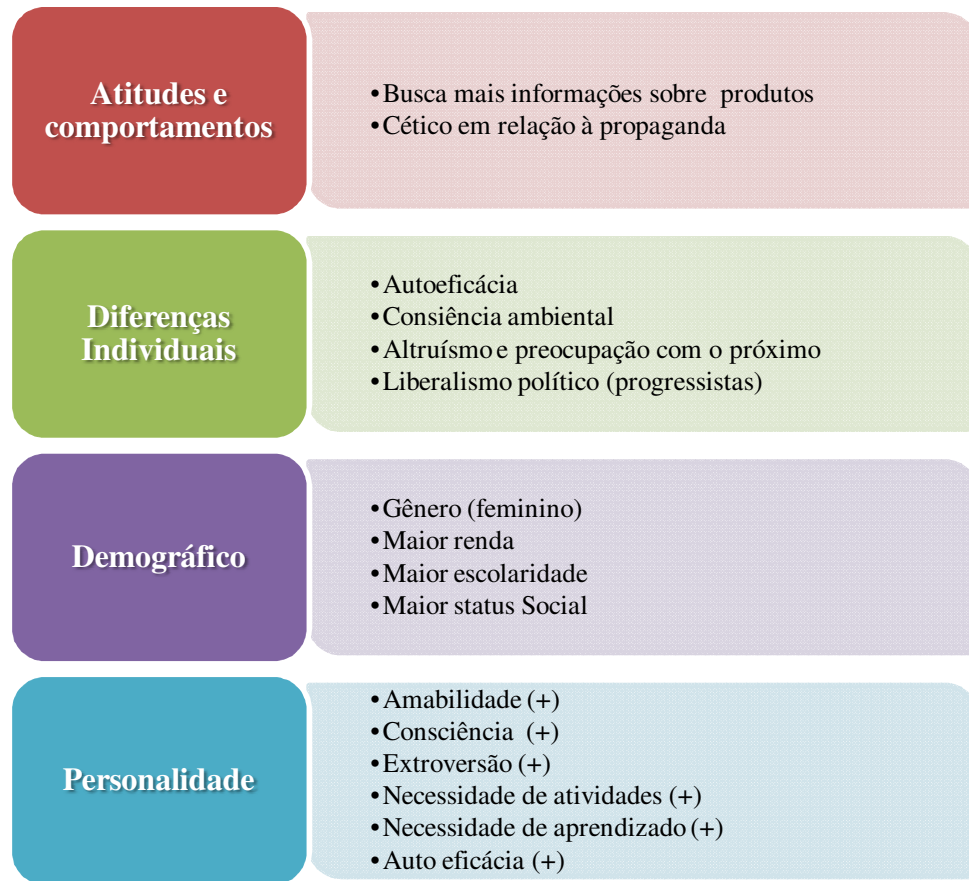 Atitudes e
comportamentos
•Busca mais informações sobre produtos
•Cético em relação à propaganda
Diferenças
Individuais
•Autoeficácia
•Consiência ambiental
•Altruísmo e preocupação com o próximo
•Liberalismo político (progressistas)
Demográfico
•Gênero (feminino)
•Maior renda
•Maior escolaridade
•Maior status Social
Personalidade
•Amabilidade (+)
•Consciência (+)
•Extroversão (+)
•Necessidade de atividades (+)
•Necessidade de aprendizado (+)
•Auto eficácia (+)